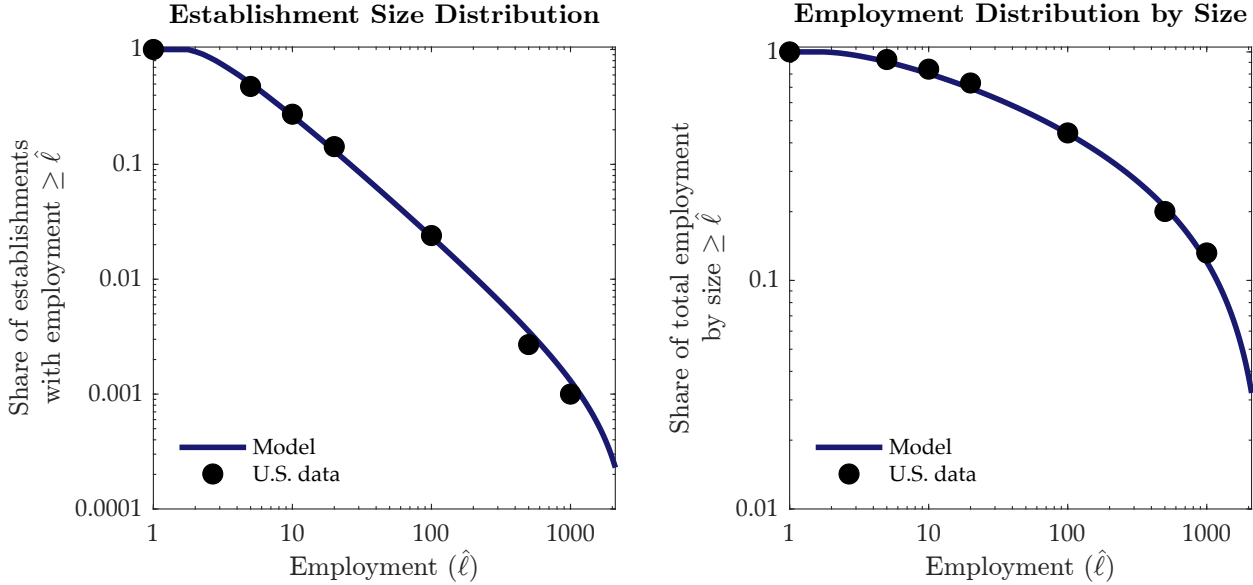 Establishment Size Distribution
1
0.1
0.01
0.001
0.0001
Share of establishments
with employment ≥ ℓ̂
Model
U.S. data
1 10 100 1000
Employment (ℓ̂)
Employment Distribution by Size
1
0.1
0.01
Share of total employment
by size ≥ ℓ̂
Model
U.S. data
1 10 100 1000
Employment (ℓ̂)